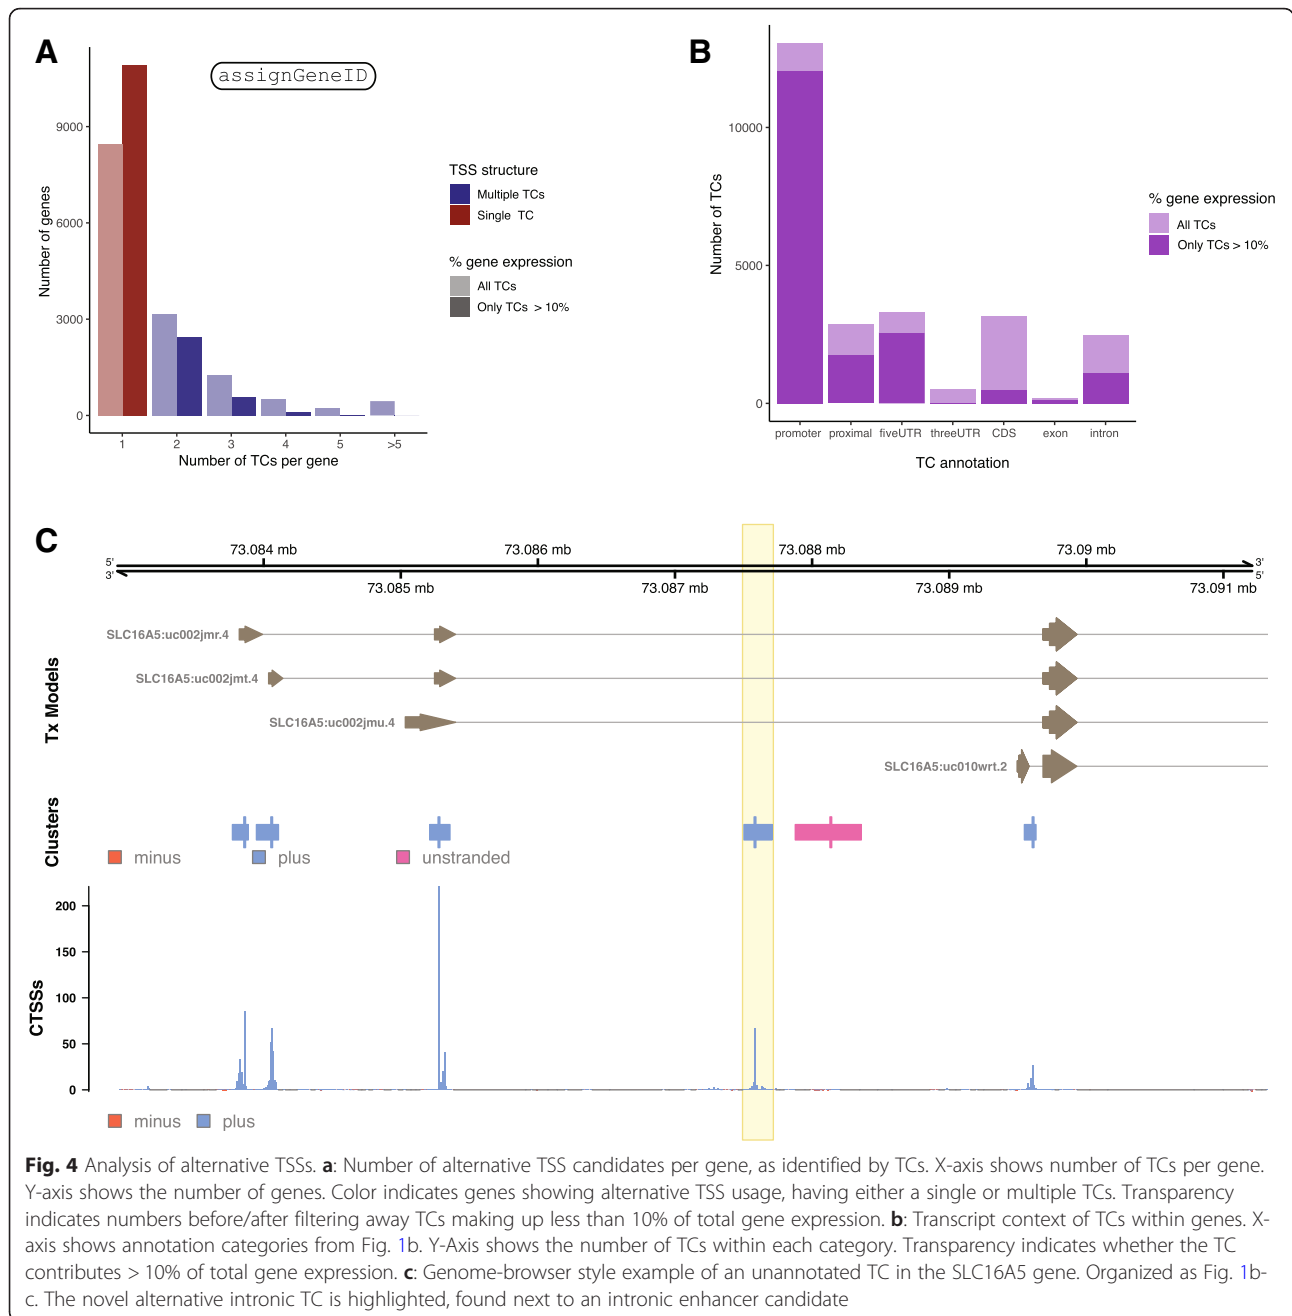 A
assignGeneID
9000
6000
3000
0
Number of genes
1 2 3 4 5 >5
Number of TCs per gene
TSS structure
Multiple TCs
Single TC
% gene expression
All TCs
Only TCs > 10%
B
10000
5000
0
Number of TCs
promoter proximal fiveUTR threeUTR CDS exon intron
TC annotation
% gene expression
All TCs
Only TCs > 10%
C
73.084 mb 73.086 mb 73.088 mb 73.09 mb
5' 3'
3' 5'
73.085 mb 73.087 mb 73.089 mb 73.091 mb
Tx Models
SLC16A5:uc002jmr.4
SLC16A5:uc002jmt.4
SLC16A5:uc002jmu.4
SLC16A5:uc010wrt.2
Clusters
minus plus unstranded
CTSSs
200
150
100
50
0
minus plus
Fig. 4 Analysis of alternative TSSs. a: Number of alternative TSS candidates per gene, as identified by TCs. X-axis shows number of TCs per gene.
Y-axis shows the number of genes. Color indicates genes showing alternative TSS usage, having either a single or multiple TCs. Transparency
indicates numbers before/after filtering away TCs making up less than 10% of total gene expression. b: Transcript context of TCs within genes. X-
axis shows annotation categories from Fig. 1b. Y-Axis shows the number of TCs within each category. Transparency indicates whether the TC
contributes > 10% of total gene expression. c: Genome-browser style example of an unannotated TC in the SLC16A5 gene. Organized as Fig. 1b-
c. The novel alternative intronic TC is highlighted, found next to an intronic enhancer candidate